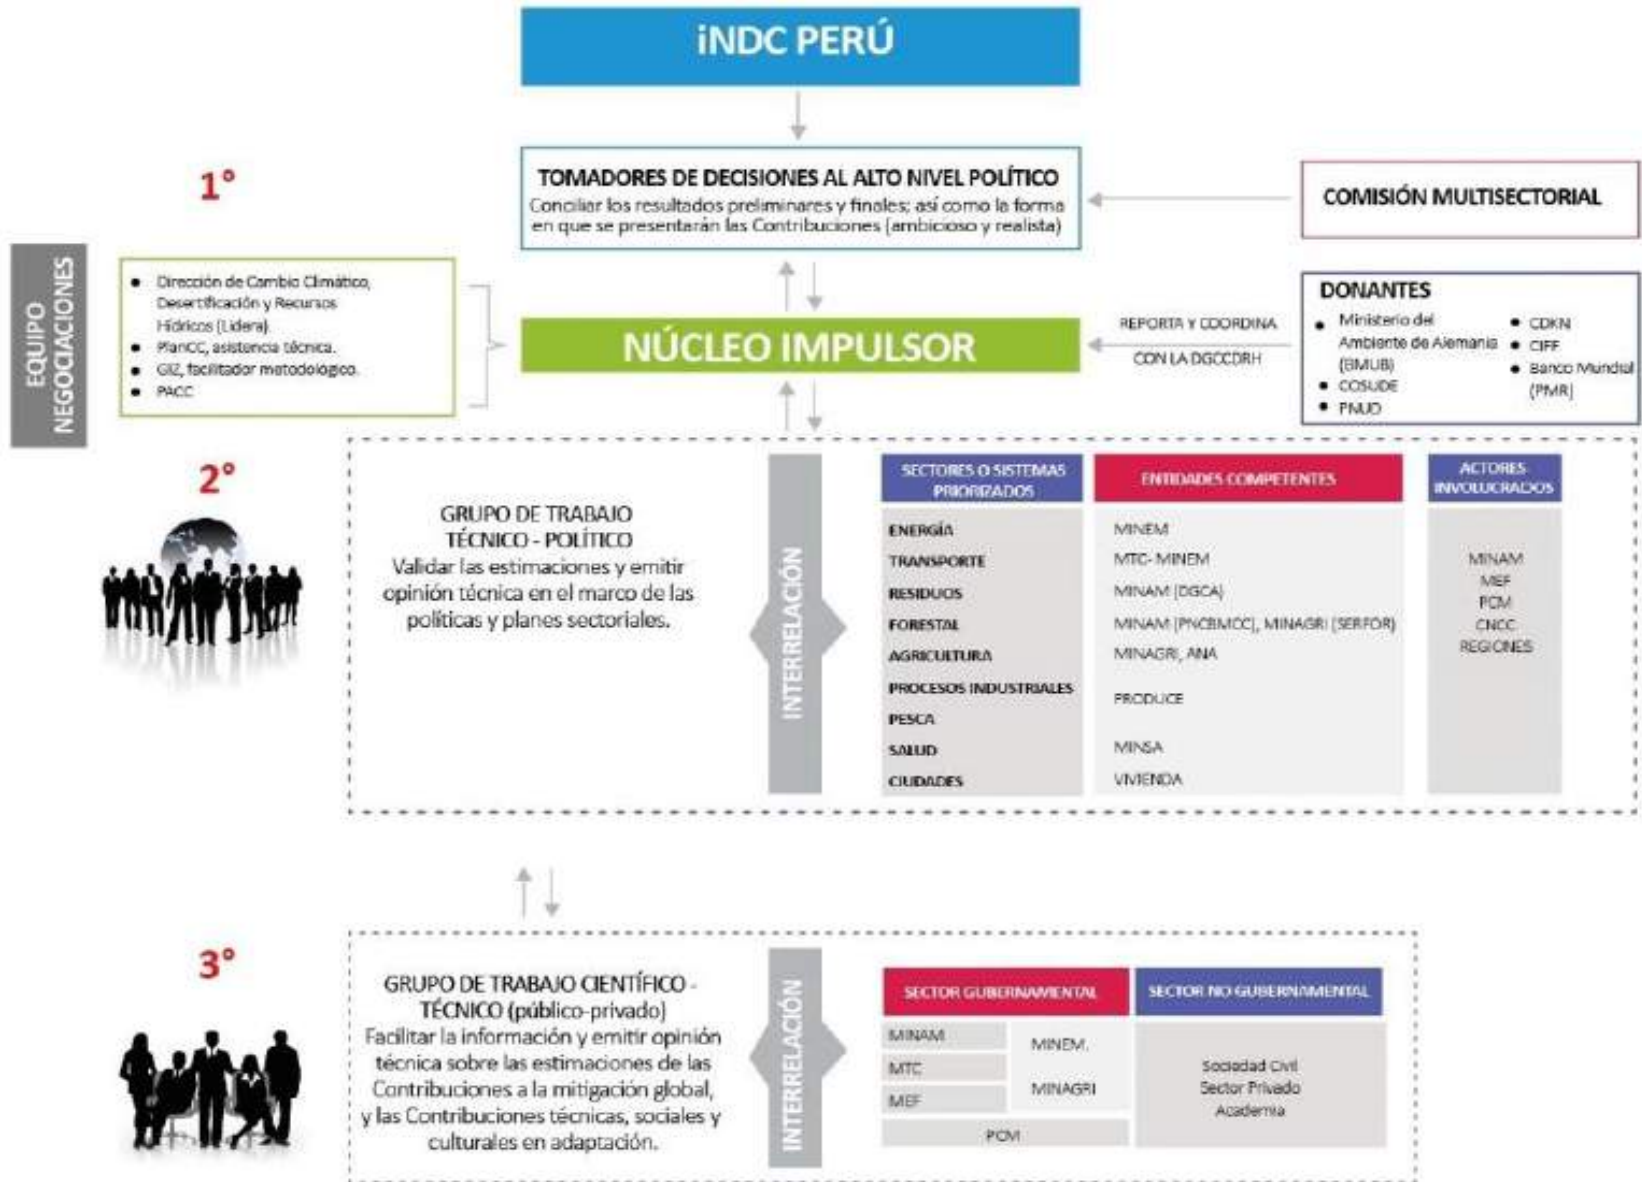 iNDC PERÚ
1°
TOMADORES DE DECISIONES AL ALTO NIVEL POLÍTICO
Conciliar los resultados preliminares y finales; así como la forma
en que se presentarán las Contribuciones (ambicioso y realista)
COMISIÓN MULTISECTORIAL
EQUIPO
NEGOCIACIONES
Dirección de Cambio Climático,
Desertificación y Recursos
Hídricos (Lidera).
PlanCC, asistencia técnica.
GIZ, facilitador metodológico.
PACC
NÚCLEO IMPULSOR
REPORTA Y COORDINA
CON LA DGCCDRH
DONANTES
Ministerio del
Ambiente de Alemania
(BMUB)
COSUDE
PNUD
CDKN
CIFF
Banco Mundial
(PMR)
2°
GRUPO DE TRABAJO
TÉCNICO - POLÍTICO
Validar las estimaciones y emitir
opinión técnica en el marco de las
políticas y planes sectoriales.
INTERRELACIÓN
SECTORES O SISTEMAS
PRIORIZADOS
ENERGÍA
TRANSPORTE
RESIDUOS
FORESTAL
AGRICULTURA
PROCESOS INDUSTRIALES
PESCA
SALUD
CIUDADES
ENTIDADES COMPETENTES
MINEM
MTC- MINEM
MINAM (DGCA)
MINAM (PNCBMCC), MINAGRI (SERFOR)
MINAGRI, ANA
PRODUCE
MINSA
VIVIENDA
ACTORES
INVOLUCRADOS
MINAM
MEF
PCM
CNCC
REGIONES
3°
GRUPO DE TRABAJO CIENTÍFICO -
TÉCNICO (público-privado)
Facilitar la información y emitir opinión
técnica sobre las estimaciones de las
Contribuciones a la mitigación global,
y las Contribuciones técnicas, sociales y
culturales en adaptación.
INTERRELACIÓN
SECTOR GUBERNAMENTAL
MINAM
MTC
MEF
MINEM.
MINAGRI
PCM
SECTOR NO GUBERNAMENTAL
Sociedad Civil
Sector Privado
Academia